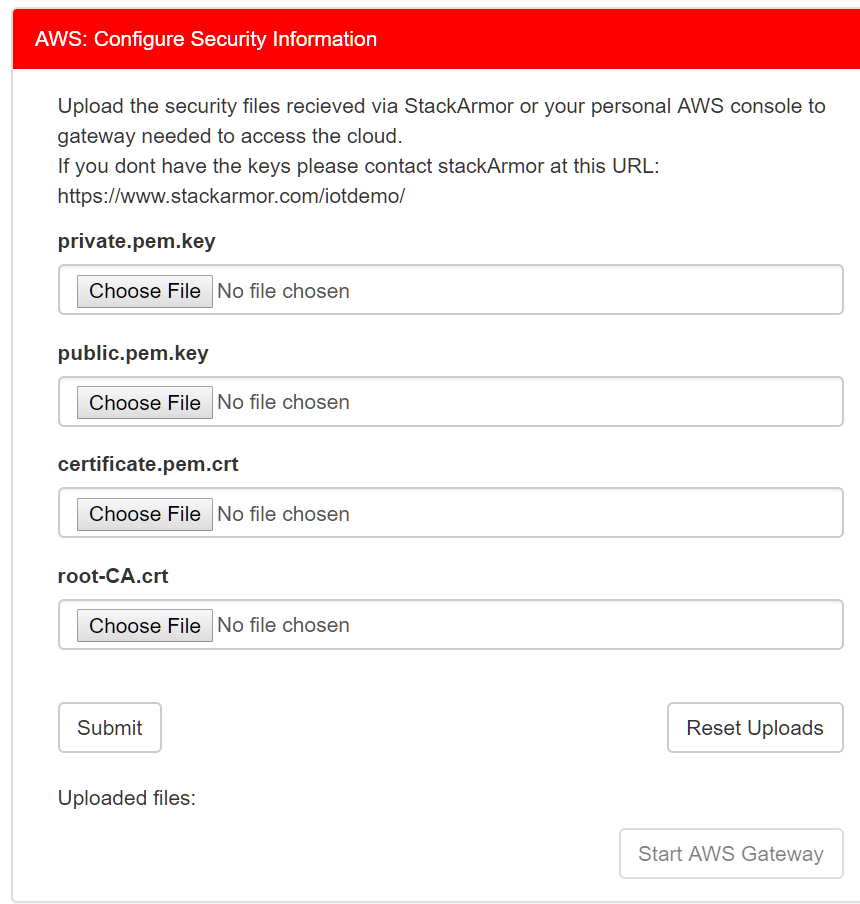 AWS: Configure Security Information
Upload the security files recieved via StackArmor or your personal AWS console to
gateway needed to access the cloud.
If you dont have the keys please contact stackArmor at this URL:
https://www.stackarmor.com/iotdemo/
private.pem.key
Choose File No file chosen
public.pem.key
Choose File No file chosen
certificate.pem.crt
Choose File No file chosen
root-CA.crt
Choose File No file chosen
Submit Reset Uploads
Uploaded files:
Start AWS Gateway